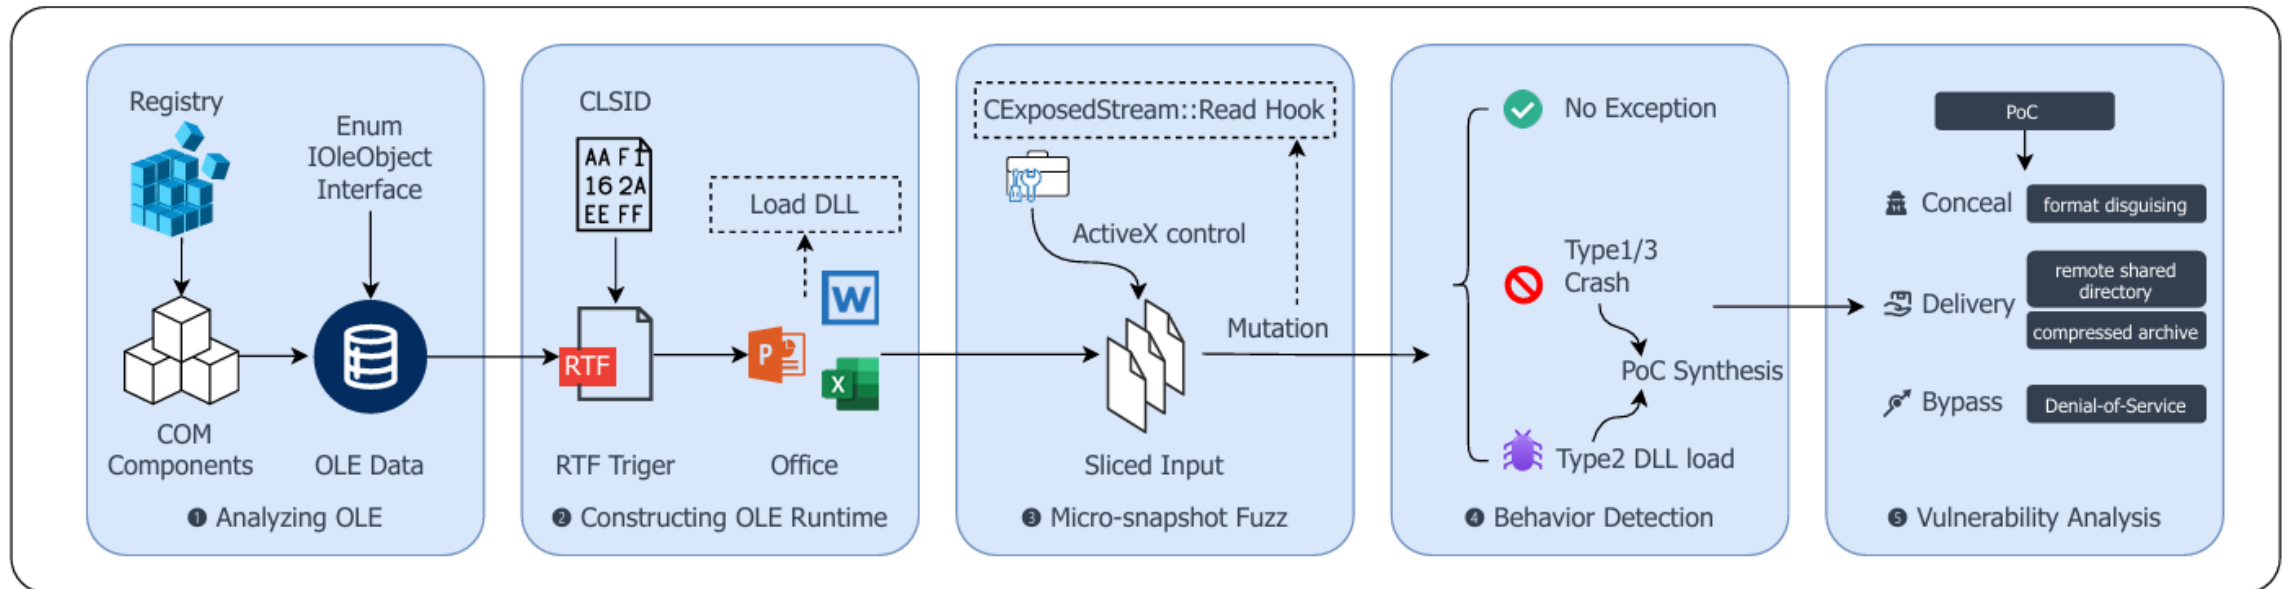 Registry
Enum
IOleObject
Interface
COM
Components
OLE Data
❶ Analyzing OLE
CLSID
AA F1
16 2A
EE FF
Load DLL
W
P
X
RTF
RTF Triger
Office
❷ Constructing OLE Runtime
CExposedStream::Read Hook
ActiveX control
Mutation
Sliced Input
❸ Micro-snapshot Fuzz
No Exception
Type1/3
Crash
PoC Synthesis
Type2 DLL load
❹ Behavior Detection
PoC
Conceal
format disguising
Delivery
remote shared
directory
compressed archive
Bypass
Denial-of-Service
❺ Vulnerability Analysis